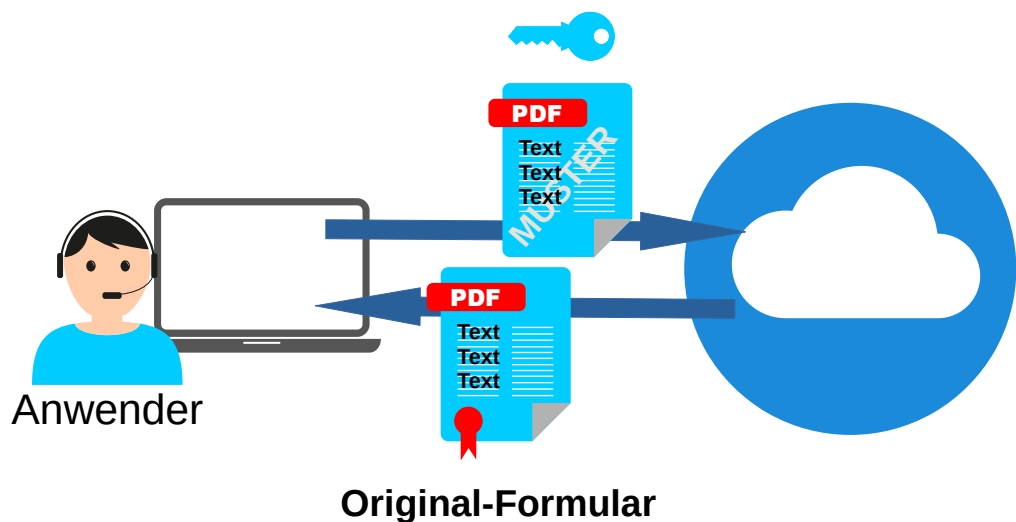 PDF
Text
Text
Text
MUSTER
PDF
Text
Text
Text
Anwender
Original-Formular